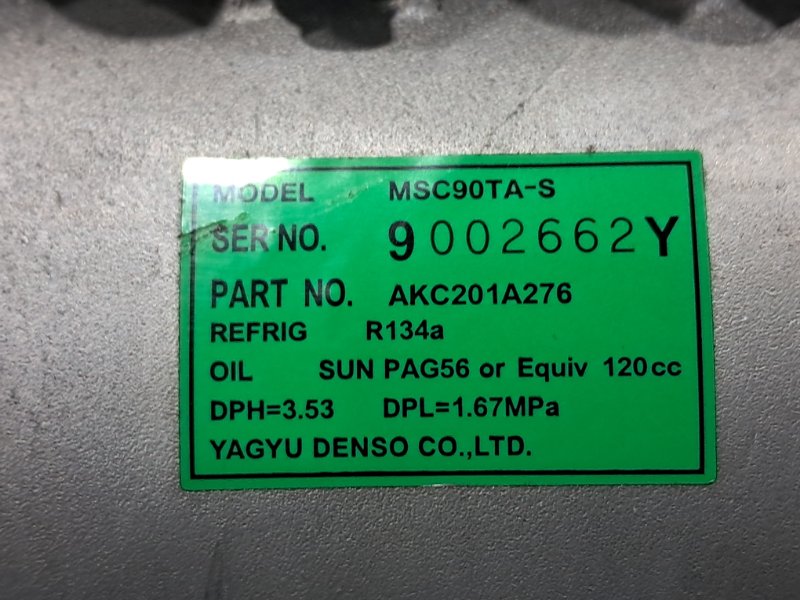 MODEL MSC90TA-S
SER NO. 9002662Y
PART NO. AKC201A276
REFRIG R134a
OIL SUN PAG56 or Equiv 120cc
DPH=3.53 DPL=1.67MPa
YAGYU DENSO CO.,LTD.